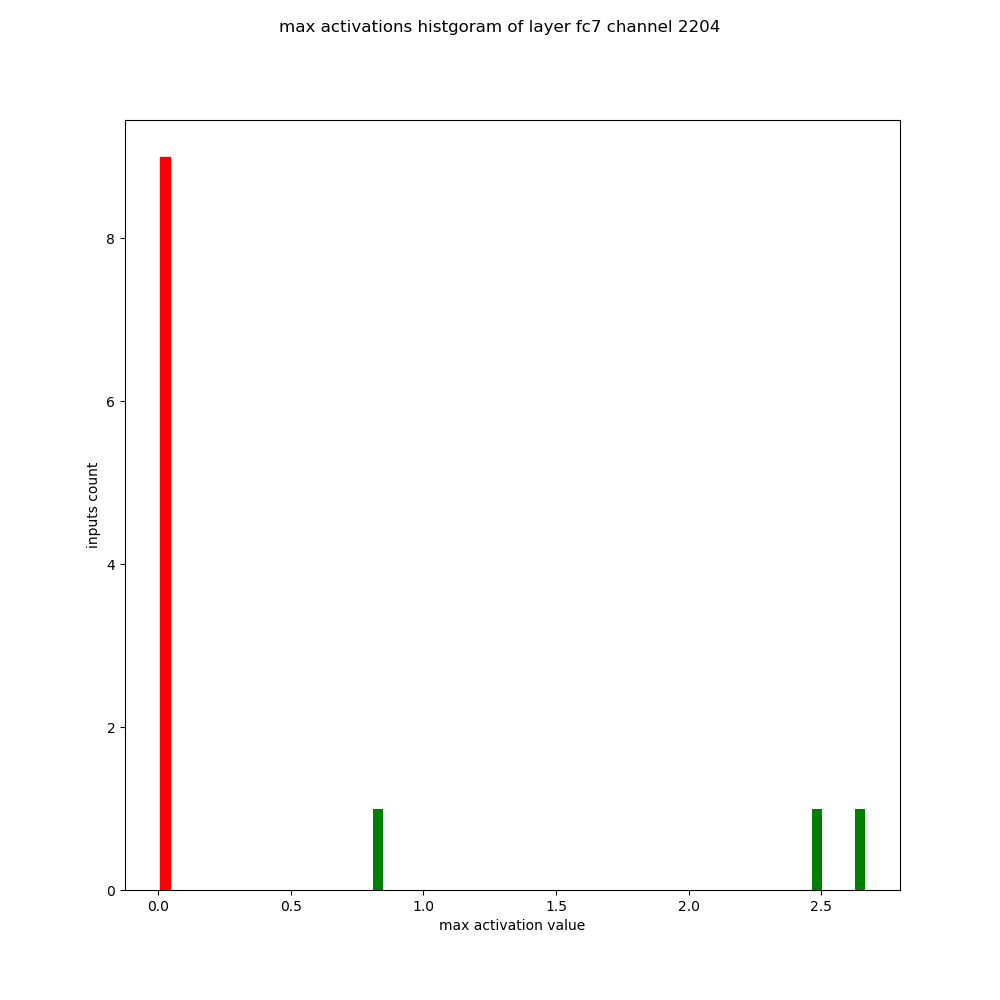 max activations histgoram of layer fc7 channel 2204
8
6
4
2
0
inputs count
0.0 0.5 1.0 1.5 2.0 2.5
max activation value